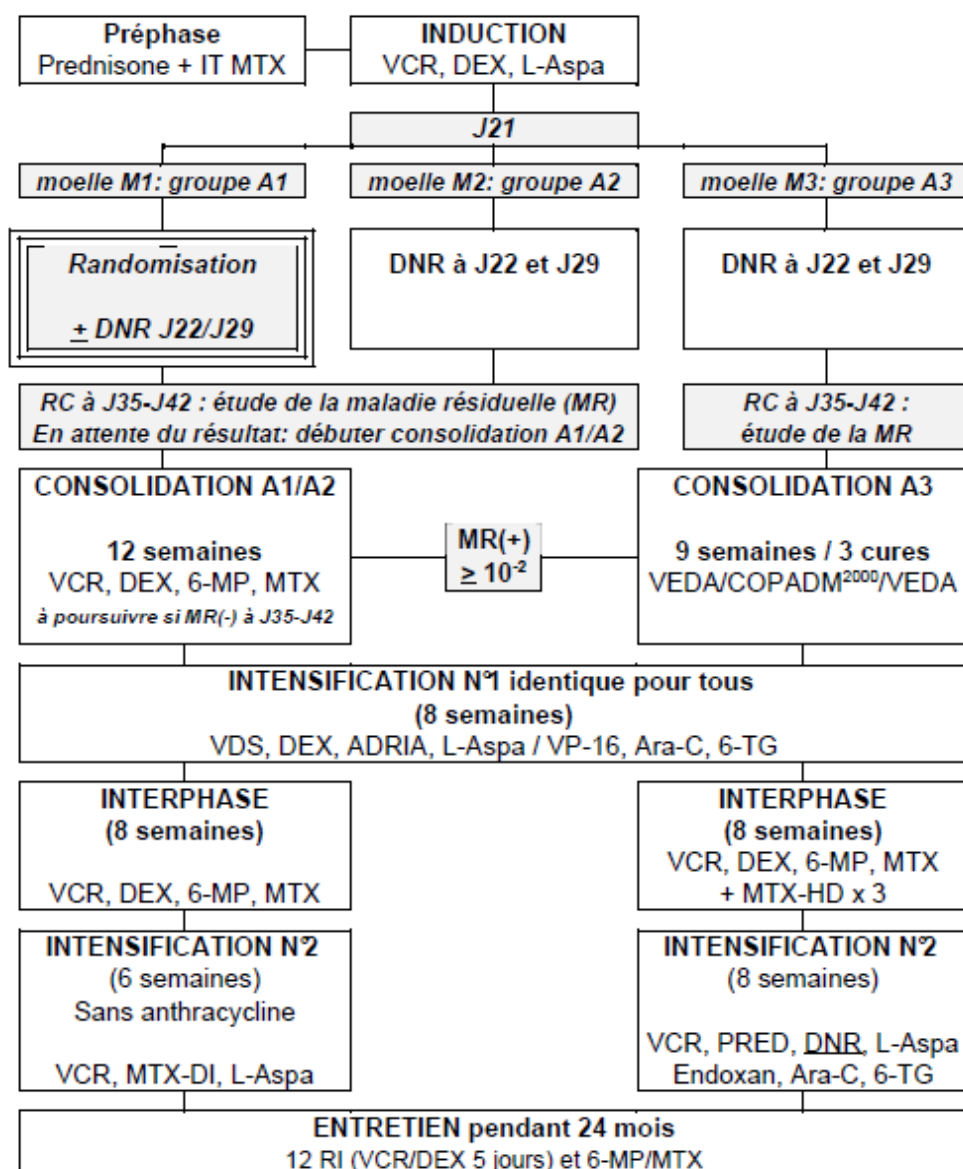 Préphase
Prednisone + IT MTX
INDUCTION
VCR, DEX, L-Aspa
J21
moelle M1: groupe A1
moelle M2: groupe A2
moelle M3: groupe A3
Randomisation
± DNR J22/J29
DNR à J22 et J29
DNR à J22 et J29
RC à J35-J42 : étude de la maladie résiduelle (MR)
En attente du résultat: débuter consolidation A1/A2
RC à J35-J42 :
étude de la MR
CONSOLIDATION A1/A2
12 semaines
VCR, DEX, 6-MP, MTX
à poursuivre si MR(-) à J35-J42
MR(+)
≥ 10⁻²
CONSOLIDATION A3
9 semaines / 3 cures
VEDA/COPADM²⁰⁰⁰/VEDA
INTENSIFICATION N°1 identique pour tous
(8 semaines)
VDS, DEX, ADRIA, L-Aspa / VP-16, Ara-C, 6-TG
INTERPHASE
(8 semaines)
VCR, DEX, 6-MP, MTX
INTERPHASE
(8 semaines)
VCR, DEX, 6-MP, MTX
+ MTX-HD x 3
INTENSIFICATION N°2
(6 semaines)
Sans anthracycline
VCR, MTX-DI, L-Aspa
INTENSIFICATION N°2
(8 semaines)
VCR, PRED, DNR, L-Aspa
Endoxan, Ara-C, 6-TG
ENTRETIEN pendant 24 mois
12 RI (VCR/DEX 5 jours) et 6-MP/MTX